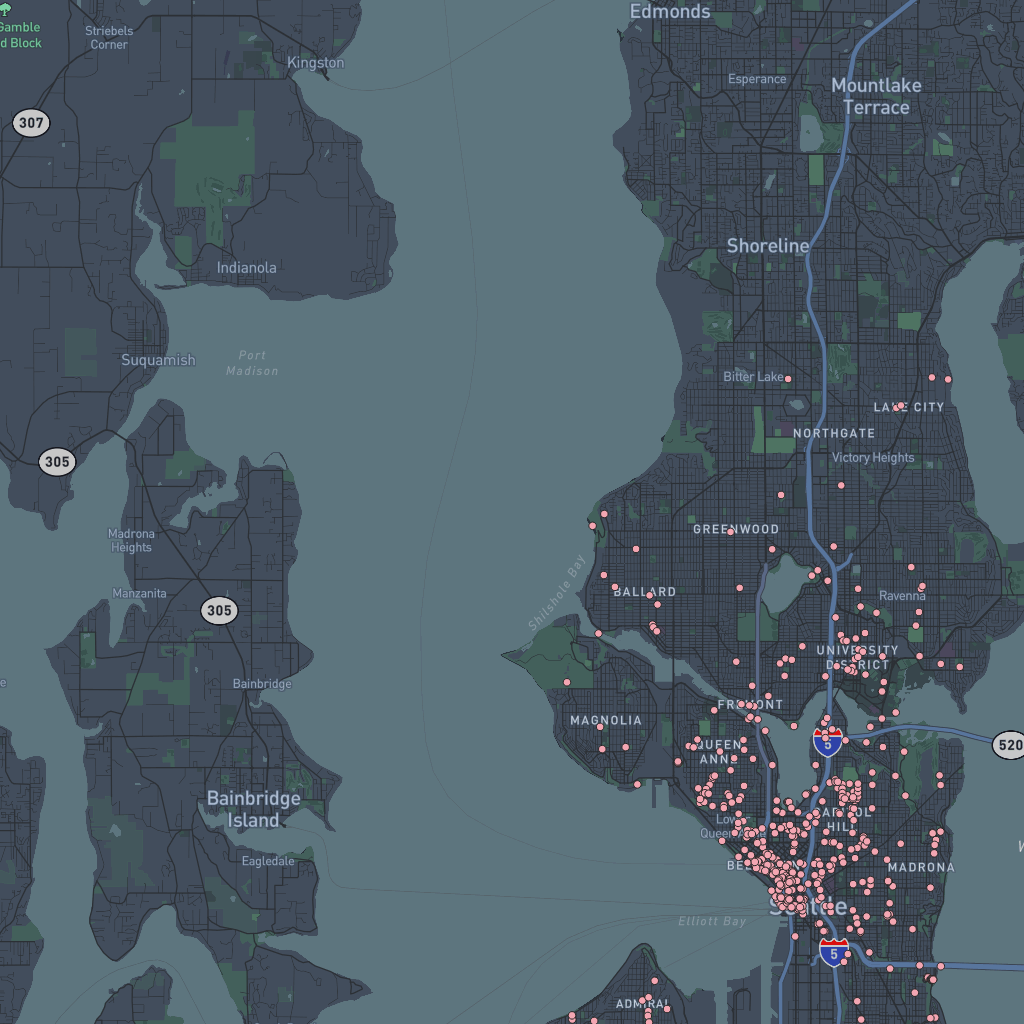 Edmonds
Gamble
d Block
Striebels
Corner
Kingston
Esperance
Mountlake
Terrace
307
Shoreline
Indianola
Suquamish
Port
Madison
Bitter Lake
LAKE CITY
NORTHGATE
305
Victory Heights
Madrona
Heights
GREENWOOD
Shilshole Bay
Manzanita
BALLARD
Ravenna
305
UNIVERSITY
DISTRICT
e
Bainbridge
FREMONT
MAGNOLIA
QUEEN
ANNE
5
520
Bainbridge
Island
CAPITOL
HILL
Lower
Queen
W
Eagledale
MADRONA
Seattle
Elliott Bay
5
ADMIRAL